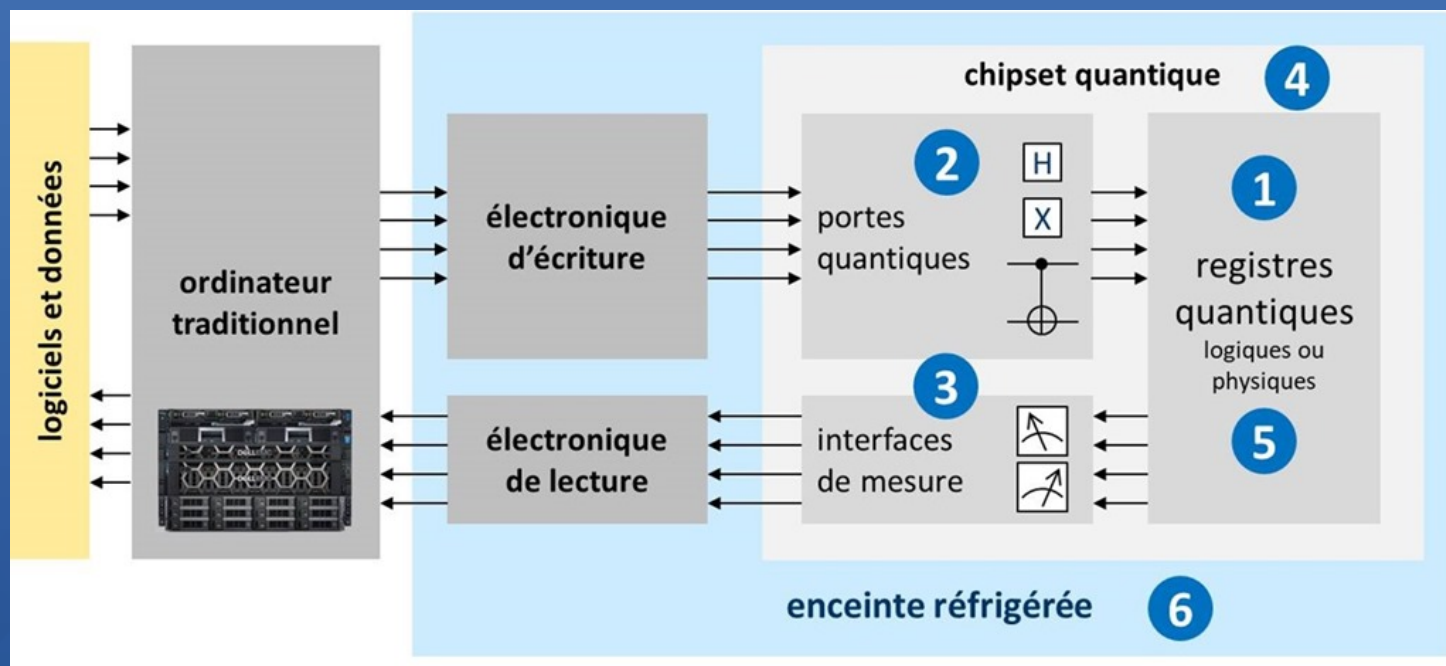 logiciels et données
ordinateur
traditionnel
électronique
d’écriture
électronique
de lecture
chipset quantique
4
2
portes
quantiques
H
X
3
interfaces
de mesure
1
registres
quantiques
logiques ou
physiques
5
enceinte réfrigérée
6